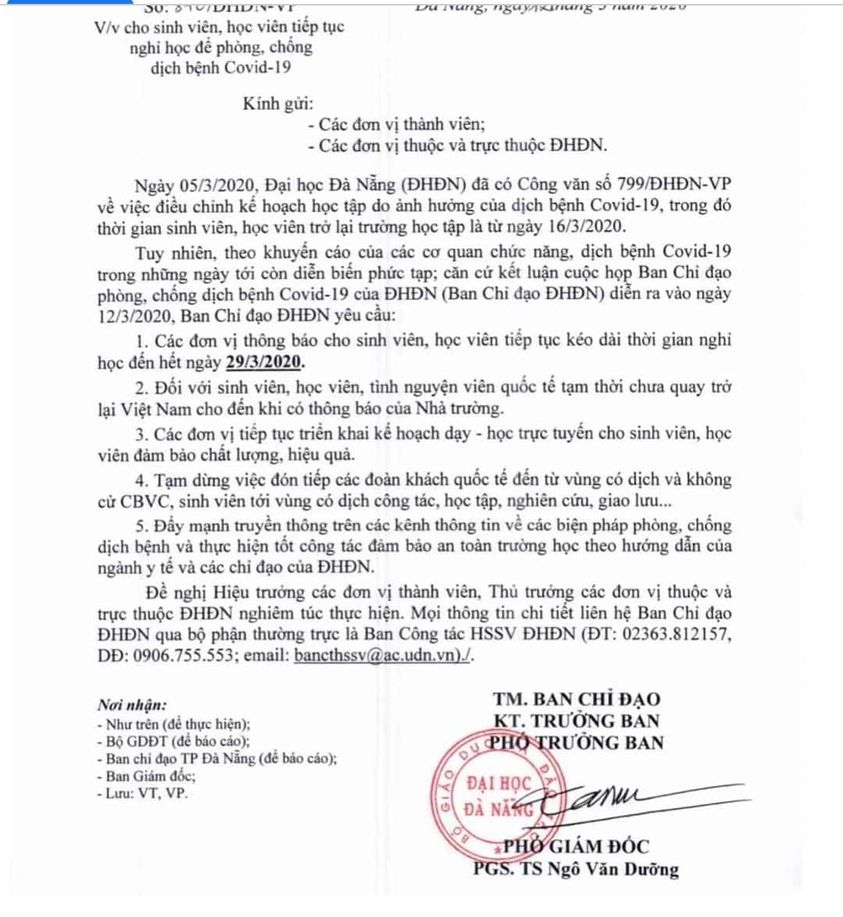 V/v cho sinh viên, học viên tiếp tục
nghỉ học để phòng, chống
dịch bệnh Covid-19
Kính gửi:
- Các đơn vị thành viên;
- Các đơn vị thuộc và trực thuộc ĐHĐN.
Ngày 05/3/2020, Đại học Đà Nẵng (ĐHĐN) đã có Công văn số 799/ĐHĐN-VP
về việc điều chỉnh kế hoạch học tập do ảnh hưởng của dịch bệnh Covid-19, trong đó
thời gian sinh viên, học viên trở lại trường học tập là từ ngày 16/3/2020.
Tuy nhiên, theo khuyến cáo của các cơ quan chức năng, dịch bệnh Covid-19
trong những ngày tới còn diễn biến phức tạp; căn cứ kết luận cuộc họp Ban Chỉ đạo
phòng, chống dịch bệnh Covid-19 của ĐHĐN (Ban Chỉ đạo ĐHĐN) diễn ra vào ngày
12/3/2020, Ban Chỉ đạo ĐHĐN yêu cầu:
1. Các đơn vị thông báo cho sinh viên, học viên tiếp tục kéo dài thời gian nghỉ
học đến hết ngày 29/3/2020.
2. Đối với sinh viên, học viên, tình nguyện viên quốc tế tạm thời chưa quay trở
lại Việt Nam cho đến khi có thông báo của Nhà trường.
3. Các đơn vị tiếp tục triển khai kế hoạch dạy - học trực tuyến cho sinh viên, học
viên đảm bảo chất lượng, hiệu quả.
4. Tạm dừng việc đón tiếp các đoàn khách quốc tế đến từ vùng có dịch và không
cử CBVC, sinh viên tới vùng có dịch công tác, học tập, nghiên cứu, giao lưu...
5. Đẩy mạnh truyền thông trên các kênh thông tin về các biện pháp phòng, chống
dịch bệnh và thực hiện tốt công tác đảm bảo an toàn trường học theo hướng dẫn của
ngành y tế và các chỉ đạo của ĐHĐN.
Đề nghị Hiệu trưởng các đơn vị thành viên, Thủ trưởng các đơn vị thuộc và
trực thuộc ĐHĐN nghiêm túc thực hiện. Mọi thông tin chi tiết liên hệ Ban Chỉ đạo
ĐHĐN qua bộ phận thường trực là Ban Công tác HSSV ĐHĐN (ĐT: 02363.812157,
DĐ: 0906.755.553; email: bancthssv@ac.udn.vn)./.
Nơi nhận:
- Như trên (để thực hiện);
- Bộ GDĐT (để báo cáo);
- Ban chỉ đạo TP Đà Nẵng (để báo cáo);
- Ban Giám đốc;
- Lưu: VT, VP.
TM. BAN CHỈ ĐẠO
KT. TRƯỞNG BAN
PHÓ TRƯỞNG BAN
BỘ GIÁO DỤC
ĐẠI HỌC
ĐÀ NẴNG
PHÓ GIÁM ĐỐC
PGS. TS Ngô Văn Dưỡng